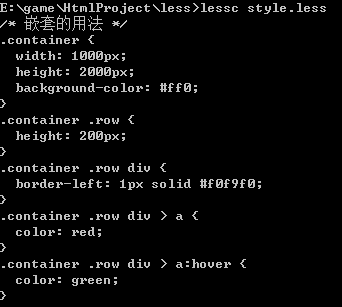 E:\game\HtmlProject\less>lessc style.less
/* 嵌套的用法 */
.container {
  width: 1000px;
  height: 2000px;
  background-color: #ff0;
}
.container .row {
  height: 200px;
}
.container .row div {
  border-left: 1px solid #f0f9f0;
}
.container .row div > a {
  color: red;
}
.container .row div > a:hover {
  color: green;
}